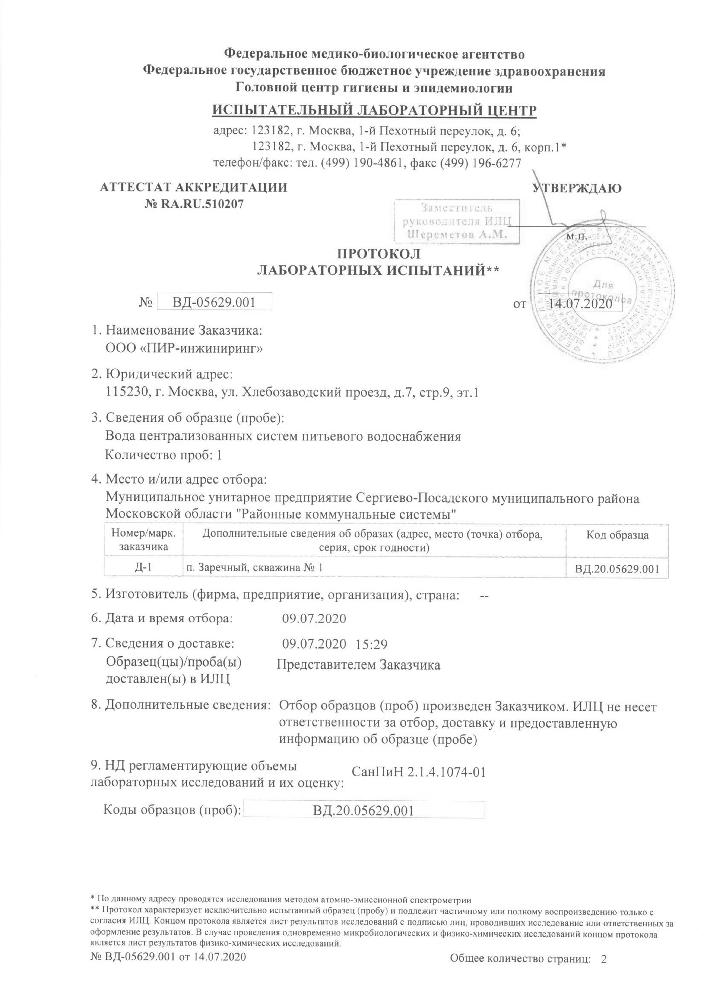 Федеральное медико-биологическое агентство
Федеральное государственное бюджетное учреждение здравоохранения
Головной центр гигиены и эпидемиологии
ИСПЫТАТЕЛЬНЫЙ ЛАБОРАТОРНЫЙ ЦЕНТР
адрес: 123182, г. Москва, 1-й Пехотный переулок, д. 6;
123182, г. Москва, 1-й Пехотный переулок, д. 6, корп.1*
телефон/факс: тел. (499) 190-4861, факс (499) 196-6277
АТТЕСТАТ АККРЕДИТАЦИИ
№ RA.RU.510207
УТВЕРЖДАЮ
Заместитель
руководителя ИЛЦ
Шереметов А.М.
м.п.
ПРОТОКОЛ
ЛАБОРАТОРНЫХ ИСПЫТАНИЙ**
Для
протоколов
№ ВД-05629.001 от 14.07.2020
1. Наименование Заказчика:
ООО «ПИР-инжиниринг»
2. Юридический адрес:
115230, г. Москва, ул. Хлебозаводский проезд, д.7, стр.9, эт.1
3. Сведения об образце (пробе):
Вода централизованных систем питьевого водоснабжения
Количество проб: 1
4. Место и/или адрес отбора:
Муниципальное унитарное предприятие Сергиево-Посадского муниципального района
Московской области "Районные коммунальные системы"
Номер/марк. заказчика Дополнительные сведения об образах (адрес, место (точка) отбора, серия, срок годности) Код образца
Д-1 п. Заречный, скважина № 1 ВД.20.05629.001
5. Изготовитель (фирма, предприятие, организация), страна: --
6. Дата и время отбора: 09.07.2020
7. Сведения о доставке: 09.07.2020 15:29
Образец(цы)/проба(ы) Представителем Заказчика
доставлен(ы) в ИЛЦ
8. Дополнительные сведения: Отбор образцов (проб) произведен Заказчиком. ИЛЦ не несет
ответственности за отбор, доставку и предоставленную
информацию об образце (пробе)
9. НД регламентирующие объемы СанПиН 2.1.4.1074-01
лабораторных исследований и их оценку:
Коды образцов (проб): ВД.20.05629.001
* По данному адресу проводятся исследования методом атомно-эмиссионной спектрометрии
** Протокол характеризует исключительно испытанный образец (пробу) и подлежит частичному или полному воспроизведению только с
согласия ИЛЦ. Концом протокола является лист результатов исследований с подписью лиц, проводивших исследование или ответственных за
оформление результатов. В случае проведения одновременно микробиологических и физико-химических исследований концом протокола
является лист результатов физико-химических исследований.
№ ВД-05629.001 от 14.07.2020 Общее количество страниц: 2